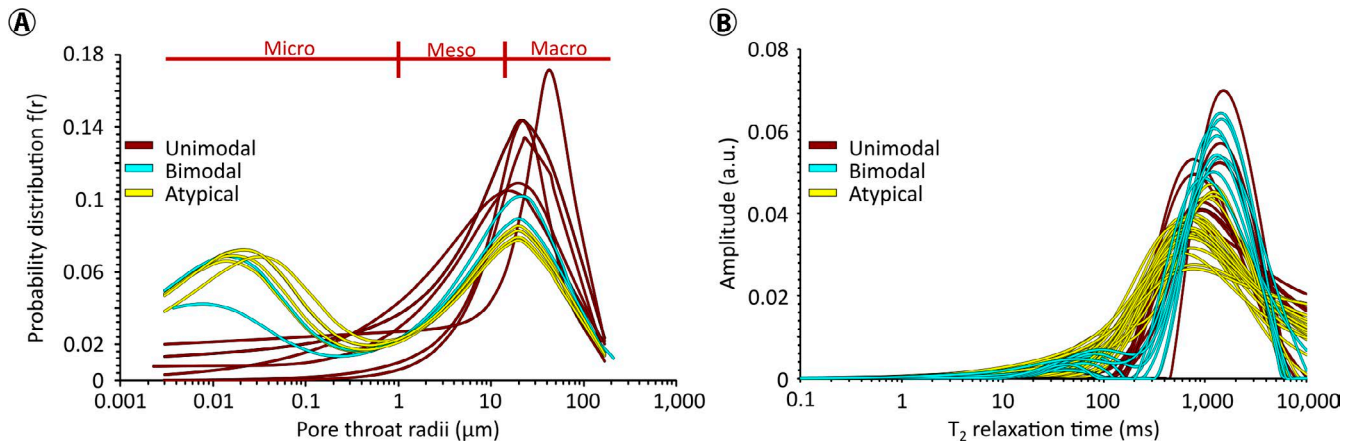 A
Micro Meso Macro
0.18
0.14
0.1
0.06
0.02
0
Probability distribution f(r)
Unimodal
Bimodal
Atypical
0.001 0.01 0.1 1 10 100 1,000
Pore throat radii (µm)
B
0.08
0.06
0.04
0.02
0
Amplitude (a.u.)
Unimodal
Bimodal
Atypical
0.1 1 10 100 1,000 10,000
T₂ relaxation time (ms)